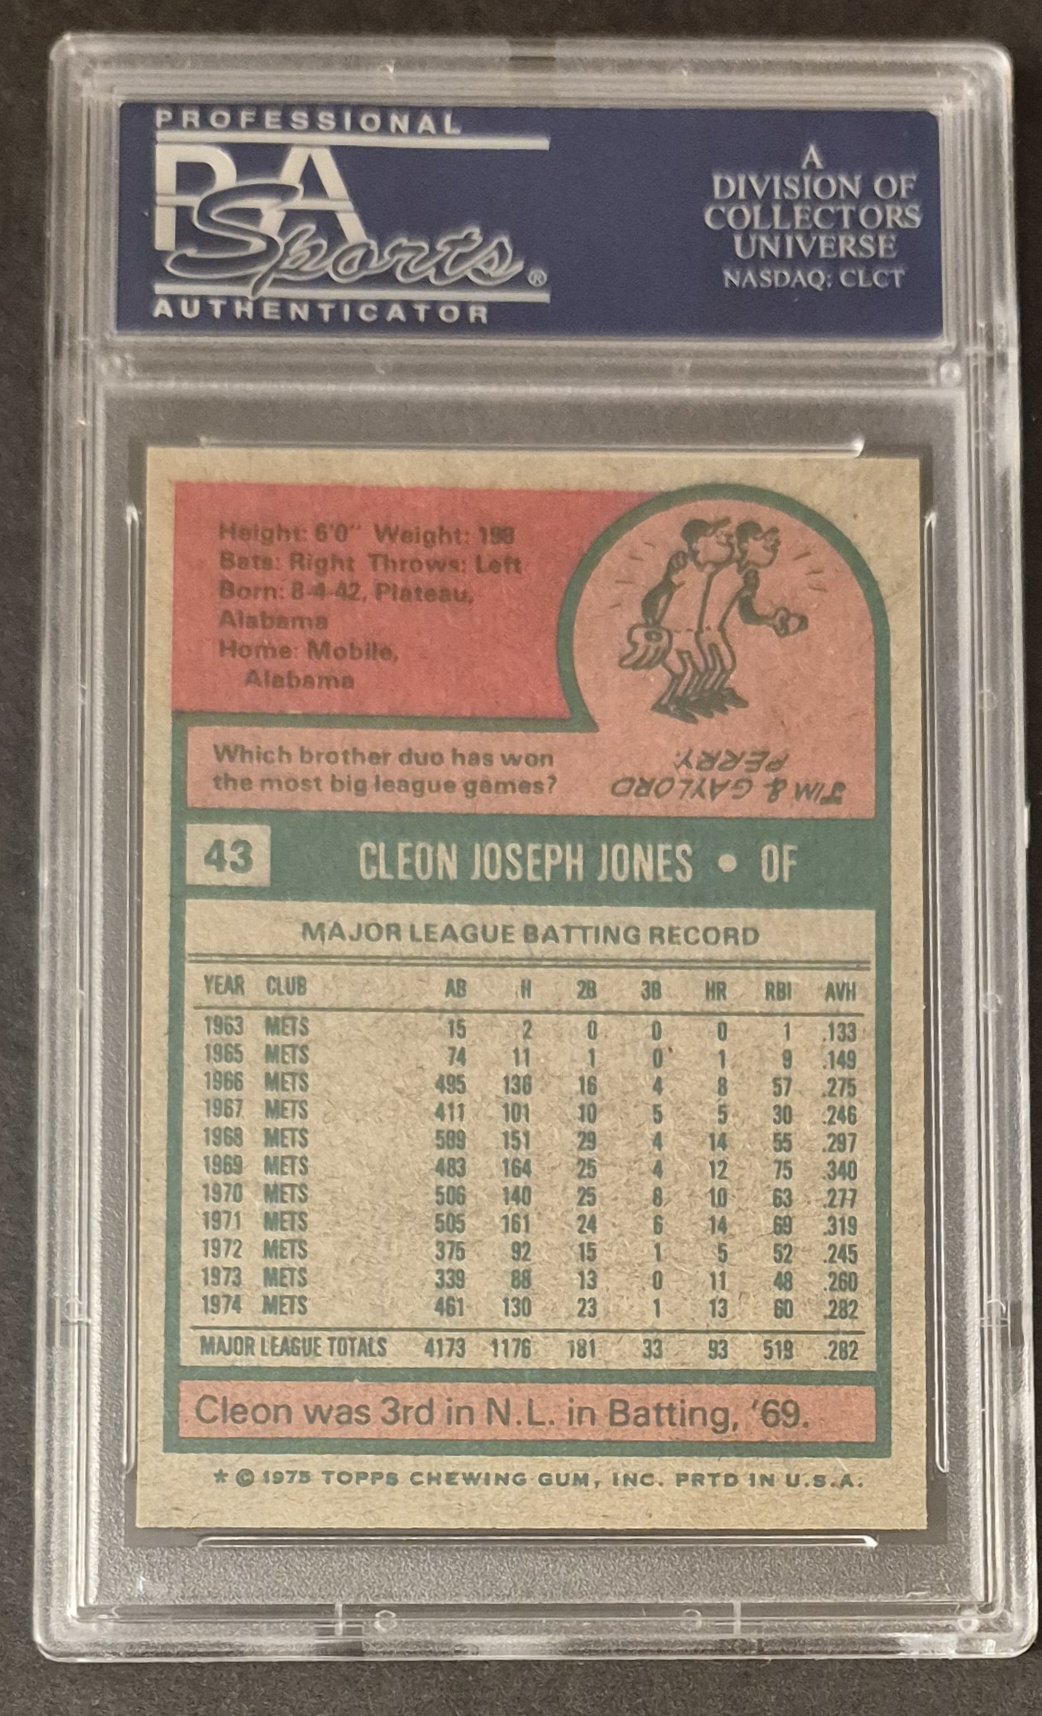 PROFESSIONAL
PSA
Sports®
AUTHENTICATOR
A
DIVISION OF
COLLECTORS
UNIVERSE
NASDAQ: CLCT
Height: 6'0" Weight: 198
Bats: Right Throws: Left
Born: 8-4-42, Plateau,
Alabama
Home: Mobile,
Alabama
Which brother duo has won
the most big league games?
JIM & GAYLORD
PERRY.
43 CLEON JOSEPH JONES • OF
MAJOR LEAGUE BATTING RECORD
YEAR CLUB AB H 2B 3B HR RBI AVH
1963 METS 15 2 0 0 0 1 .133
1965 METS 74 11 1 0 1 9 .149
1966 METS 495 136 16 4 8 57 .275
1967 METS 411 101 10 5 5 30 .246
1968 METS 509 151 29 4 14 55 .297
1969 METS 483 164 25 4 12 75 .340
1970 METS 506 140 25 8 10 63 .277
1971 METS 505 161 24 6 14 69 .319
1972 METS 375 92 15 1 5 52 .245
1973 METS 339 88 13 0 11 48 .260
1974 METS 461 130 23 1 13 60 .282
MAJOR LEAGUE TOTALS 4173 1176 181 33 93 519 .282
Cleon was 3rd in N.L. in Batting, '69.
* © 1975 TOPPS CHEWING GUM, INC. PRTD IN U.S.A.